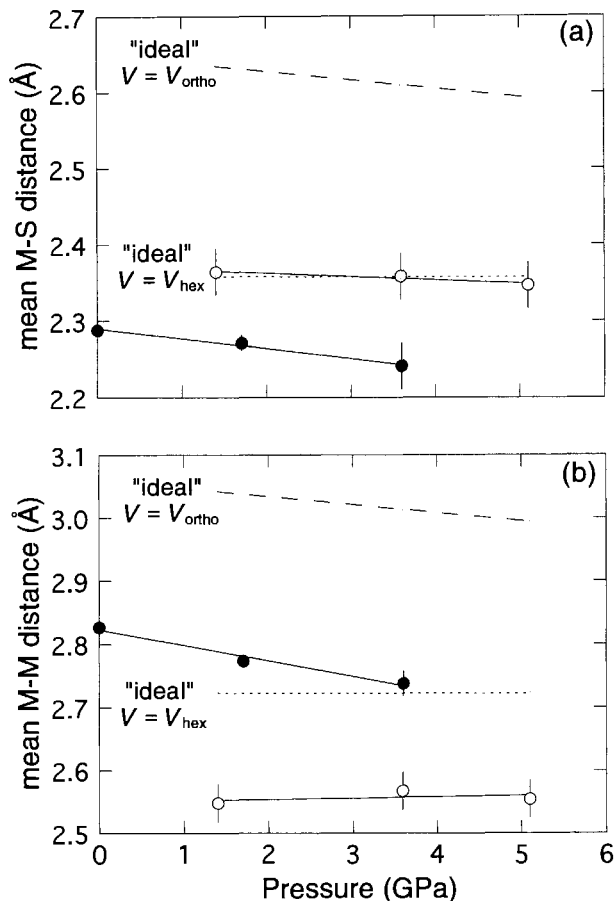 2.7
(a)
"ideal"
V = Vortho
2.6
2.5
2.4
"ideal"
V = Vhex
2.3
2.2
mean M-S distance (Å)
3.1
(b)
"ideal"
V = Vortho
3.0
2.9
2.8
"ideal"
V = Vhex
2.7
2.6
2.5
mean M-M distance (Å)
0 1 2 3 4 5 6
Pressure (GPa)